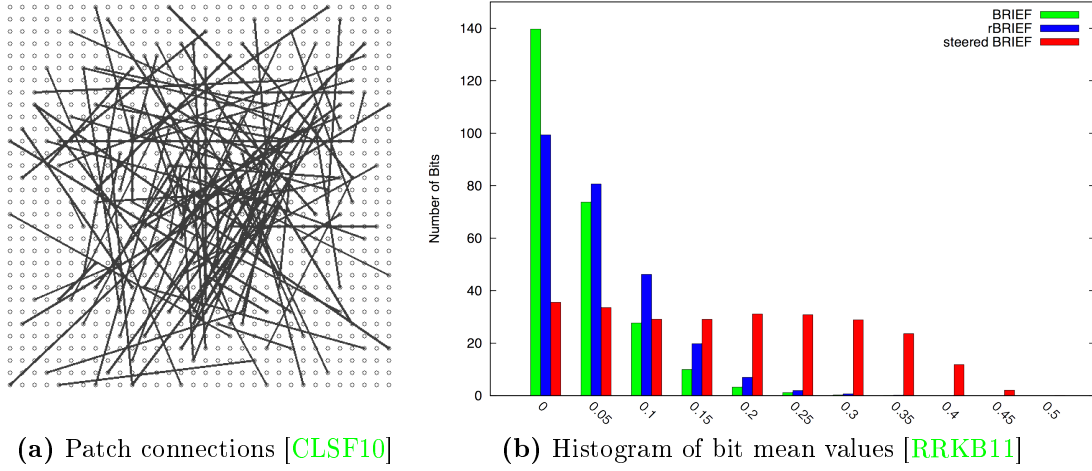 140
120
100
80
60
40
20
0
Number of Bits
BRIEF
rBRIEF
steered BRIEF
0 0.05 0.1 0.15 0.2 0.25 0.3 0.35 0.4 0.45 0.5
(a) Patch connections [CLSF10]
(b) Histogram of bit mean values [RRKB11]